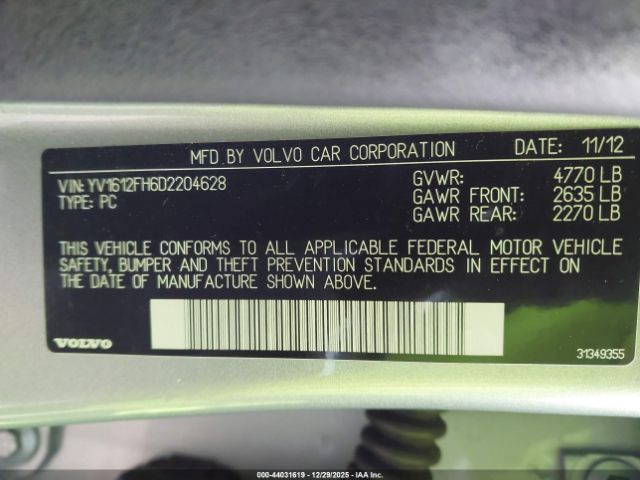 MFD.BY VOLVO CAR CORPORATION DATE: 11/12
VIN: YV1612FH6D2204628 GVWR: 4770 LB
TYPE: PC GAWR FRONT: 2635 LB
GAWR REAR: 2270 LB
THIS VEHICLE CONFORMS TO ALL APPLICABLE FEDERAL MOTOR VEHICLE
SAFETY, BUMPER AND THEFT PREVENTION STANDARDS IN EFFECT ON
THE DATE OF MANUFACTURE SHOWN ABOVE.
VOLVO 31349355
000-44031619 | 12/29/2025 - IAA Inc.